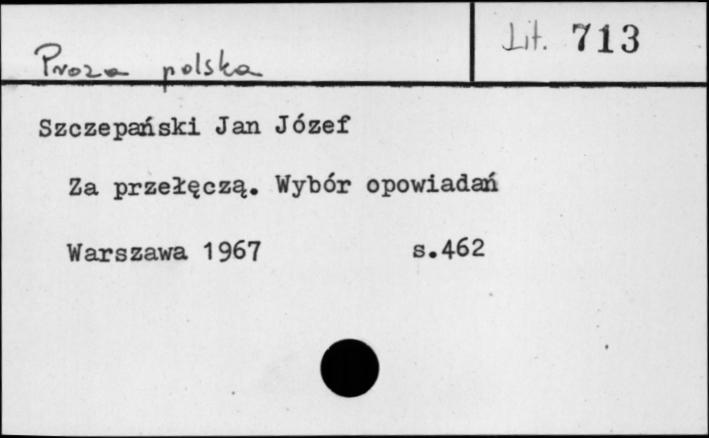 Proza polska
Lit. 713
Szczepański Jan Józef
Za przełęczą. Wybór opowiadań
Warszawa 1967 s.462